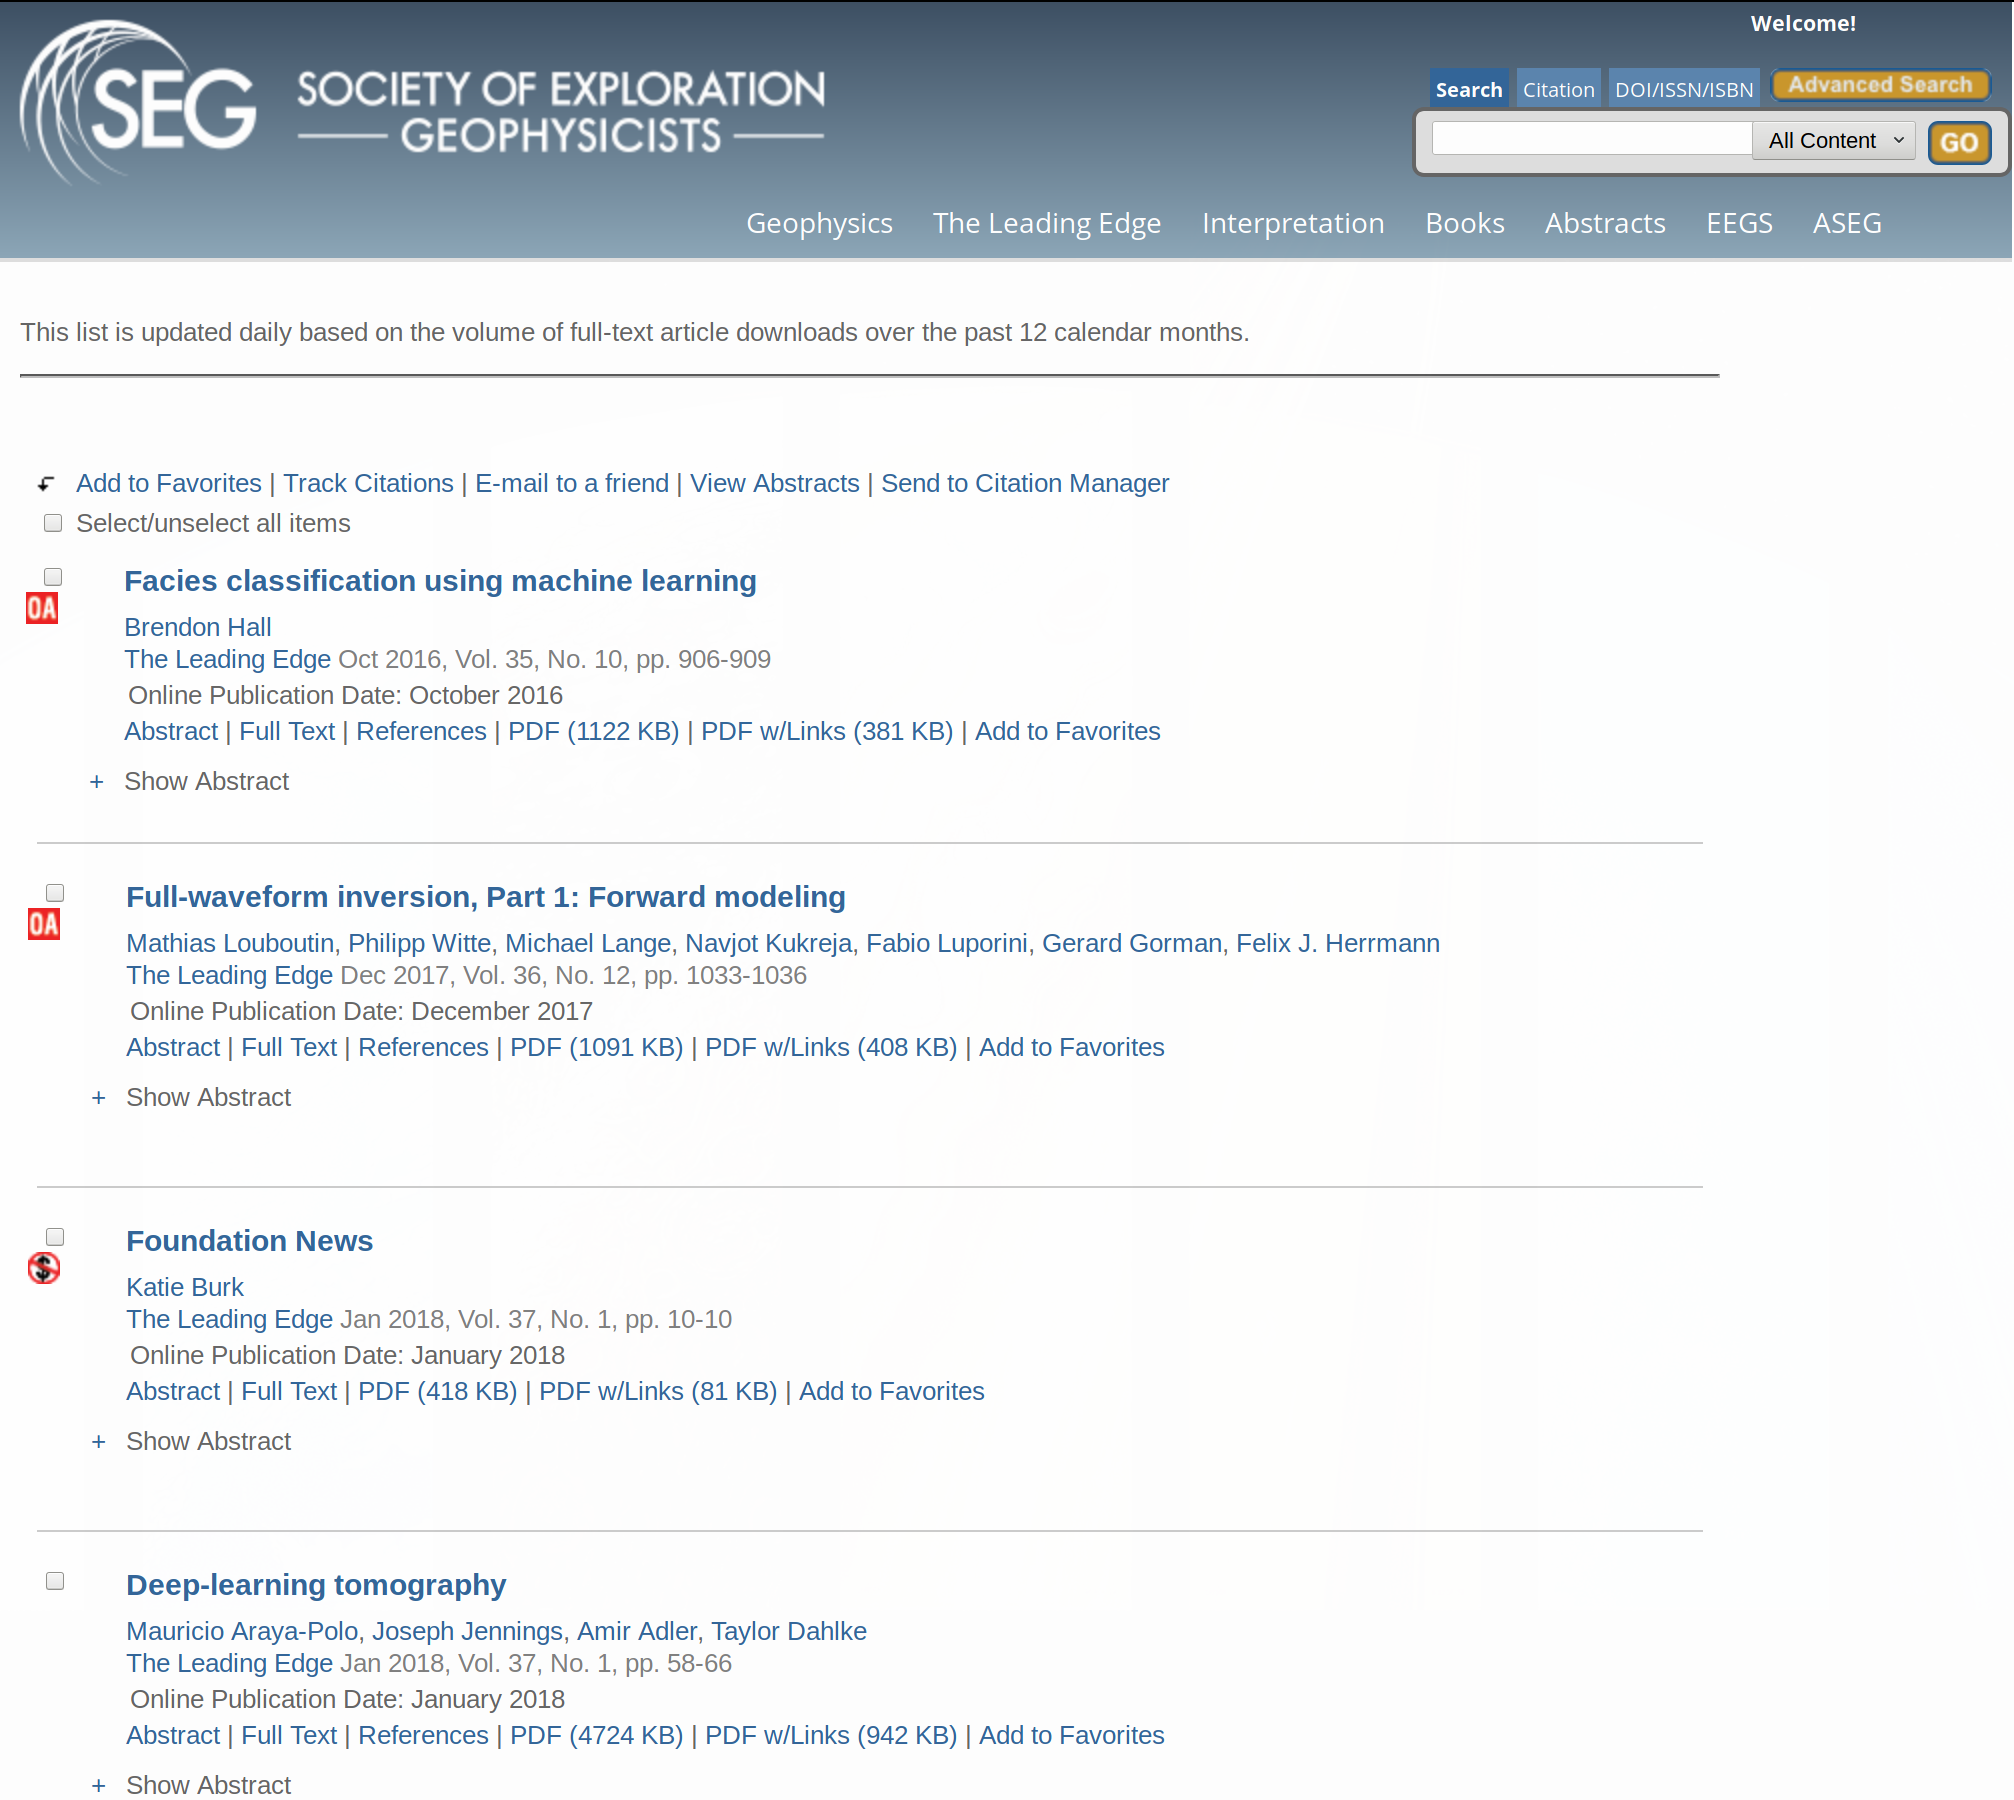 Welcome!
SEG
SOCIETY OF EXPLORATION
GEOPHYSICISTS
Search Citation DOI/ISSN/ISBN Advanced Search
All Content GO
Geophysics The Leading Edge Interpretation Books Abstracts EEGS ASEG
This list is updated daily based on the volume of full-text article downloads over the past 12 calendar months.
Add to Favorites | Track Citations | E-mail to a friend | View Abstracts | Send to Citation Manager
Select/unselect all items
Facies classification using machine learning
OA
Brendon Hall
The Leading Edge Oct 2016, Vol. 35, No. 10, pp. 906-909
Online Publication Date: October 2016
Abstract | Full Text | References | PDF (1122 KB) | PDF w/Links (381 KB) | Add to Favorites
+ Show Abstract
Full-waveform inversion, Part 1: Forward modeling
OA
Mathias Louboutin, Philipp Witte, Michael Lange, Navjot Kukreja, Fabio Luporini, Gerard Gorman, Felix J. Herrmann
The Leading Edge Dec 2017, Vol. 36, No. 12, pp. 1033-1036
Online Publication Date: December 2017
Abstract | Full Text | References | PDF (1091 KB) | PDF w/Links (408 KB) | Add to Favorites
+ Show Abstract
Foundation News
$
Katie Burk
The Leading Edge Jan 2018, Vol. 37, No. 1, pp. 10-10
Online Publication Date: January 2018
Abstract | Full Text | PDF (418 KB) | PDF w/Links (81 KB) | Add to Favorites
+ Show Abstract
Deep-learning tomography
Mauricio Araya-Polo, Joseph Jennings, Amir Adler, Taylor Dahlke
The Leading Edge Jan 2018, Vol. 37, No. 1, pp. 58-66
Online Publication Date: January 2018
Abstract | Full Text | References | PDF (4724 KB) | PDF w/Links (942 KB) | Add to Favorites
+ Show Abstract